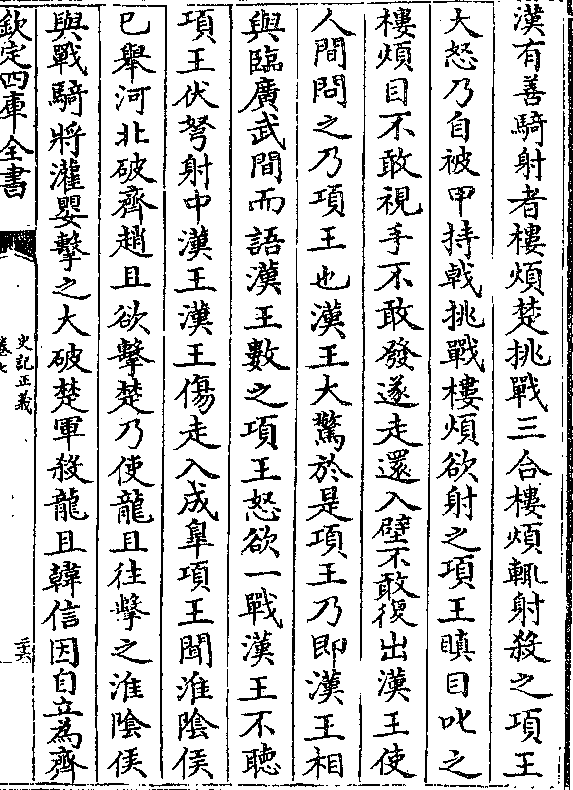 漢有善騎射者樓煩楚挑戰三合樓煩輒射殺之項王
大怒乃自被甲持戟挑戰樓煩欲射之項王瞋目叱之
樓煩目不敢視手不敢發遂走還入壁不敢復出漢王使
人間問之乃項王也漢王大驚於是項王乃即漢王相
與臨廣武間而語漢王數之項王怒欲一戰漢王不聽
項王伏弩射中漢王漢王傷走入成臯項王聞淮隂侯
已舉河北破齊趙且欲擊楚乃使龍且往擊之淮隂侯
與戰騎將灌嬰擊之大破楚軍殺龍且韓信因自立為齊
欽定四庫全書
史記正義
卷七